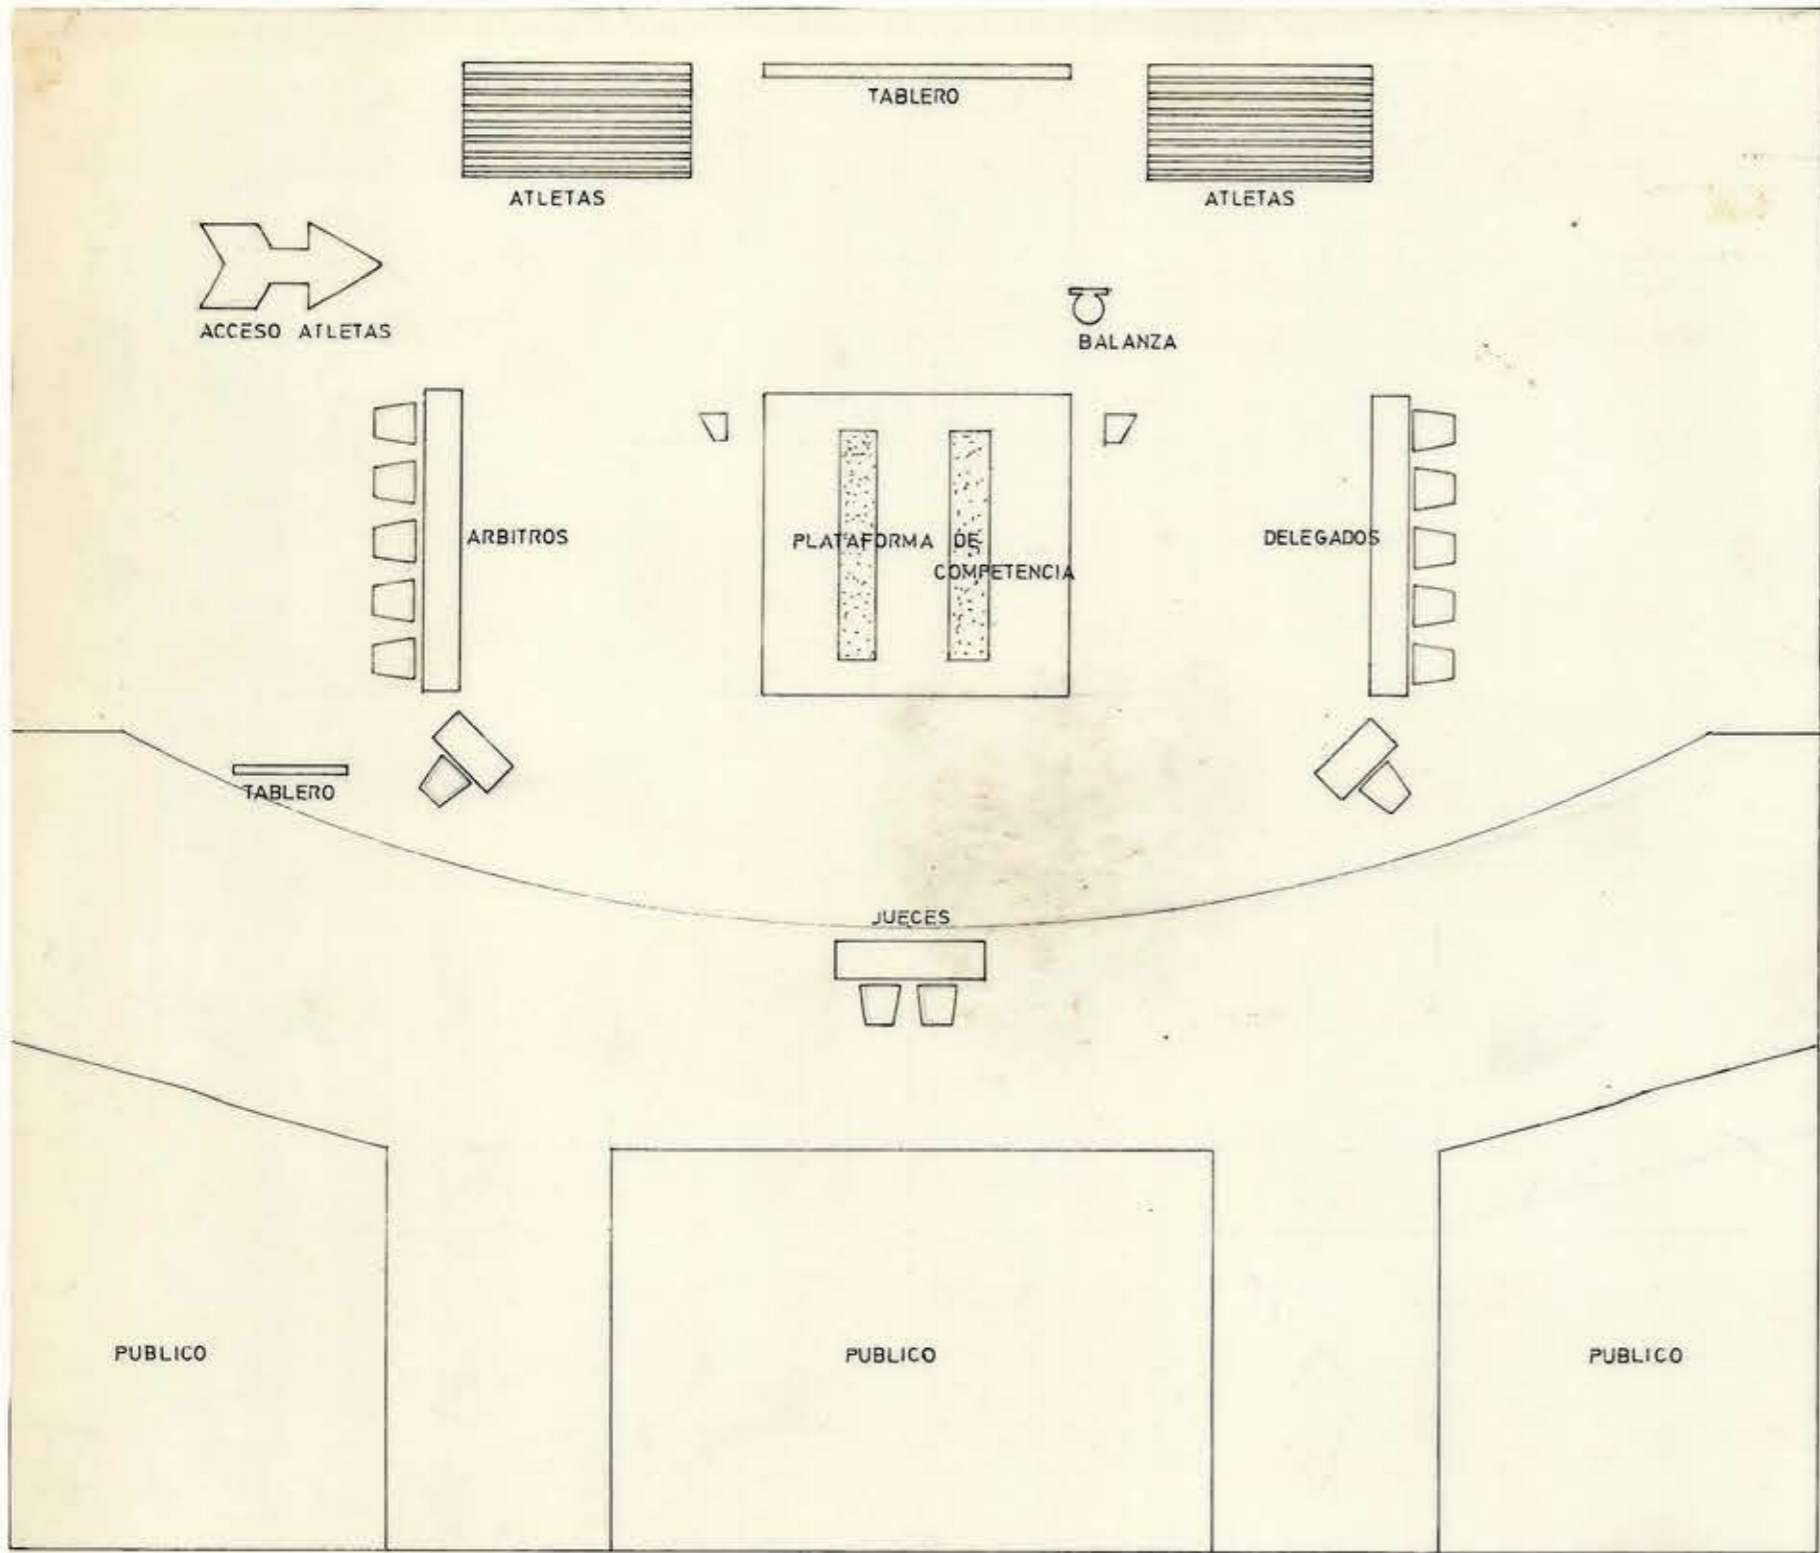 TABLERO
ATLETAS
ATLETAS
ACCESO ATLETAS
BALANZA
ARBITROS
PLATAFORMA DE
COMPETENCIA
DELEGADOS
TABLERO
JUECES
PUBLICO
PUBLICO
PUBLICO